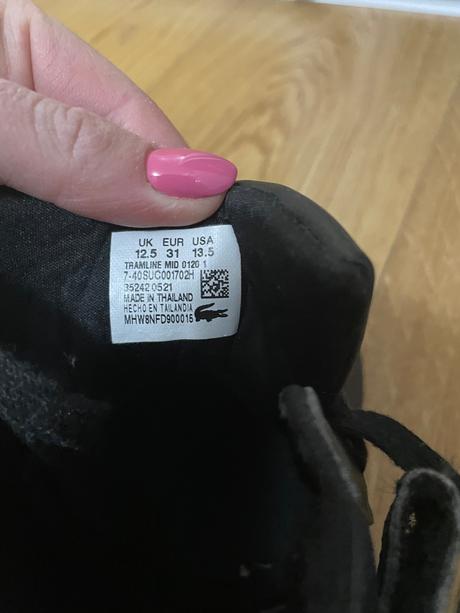 UK EUR USA
12.5 31 13.5
TRAMLINE MID 0120 1
7-40SUC001702H
35242 0521
MADE IN THAILAND
HECHO EN TAILANDIA
MHW8NFD900015